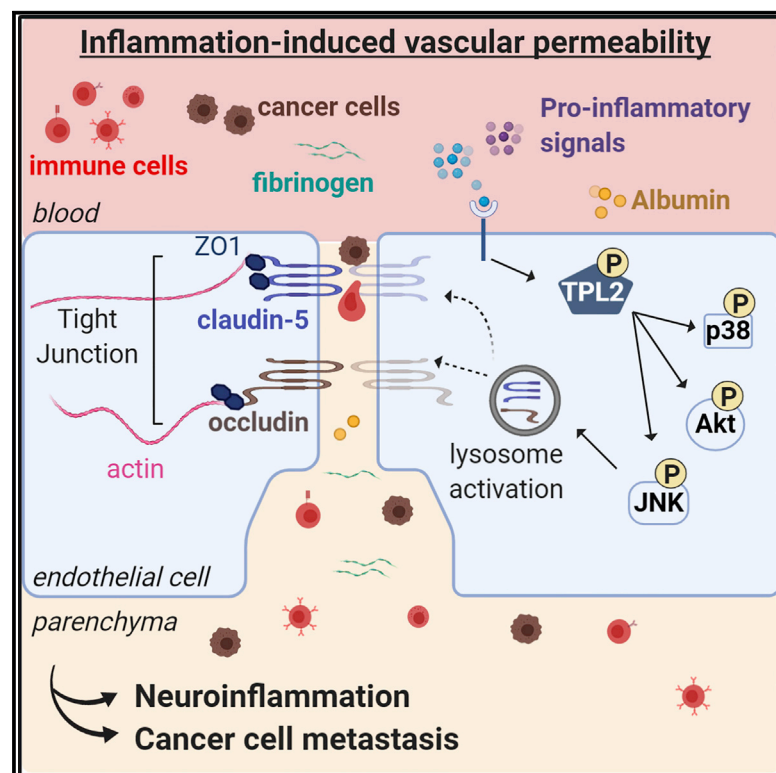 Inflammation-induced vascular permeability
cancer cells
Pro-inflammatory
signals
immune cells
fibrinogen
Albumin
blood
ZO1
P
TPL2
claudin-5
P
p38
Tight
Junction
P
Akt
occludin
lysosome
activation
actin
P
JNK
endothelial cell
parenchyma
Neuroinflammation
Cancer cell metastasis